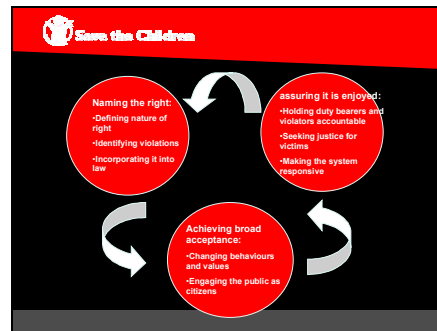 Save the Children
Naming the right:
•Defining nature of
right
•Identifying violations
•Incorporating it into
law
assuring it is enjoyed:
•Holding duty bearers and
violators accountable
•Seeking justice for
victims
•Making the system
responsive
Achieving broad
acceptance:
•Changing behaviours
and values
•Engaging the public as
citizens